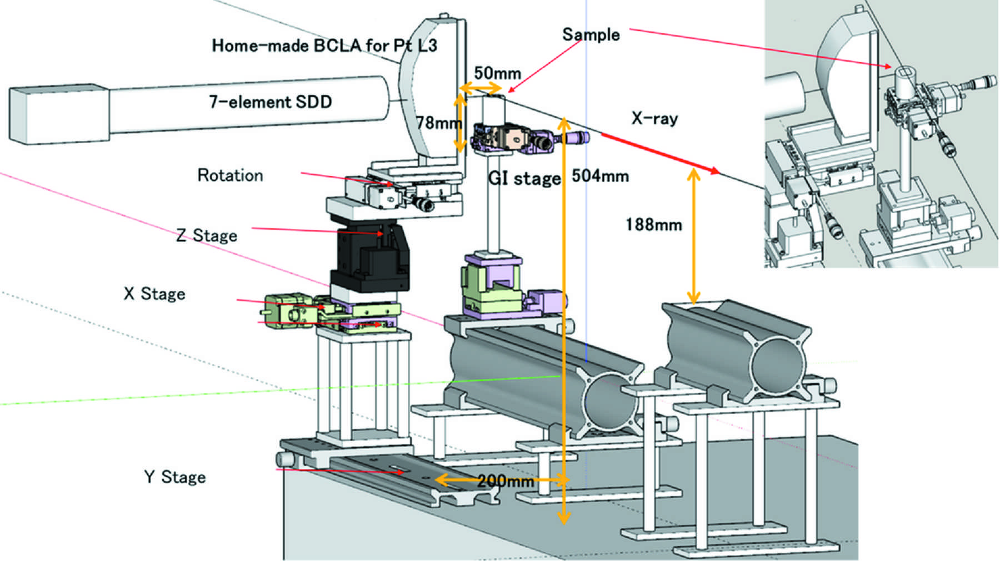 Sample
Home-made BCLA for Pt L3
50mm
7-element SDD
78mm
X-ray
Rotation
GI stage
504mm
188mm
Z Stage
X Stage
Y Stage
200mm